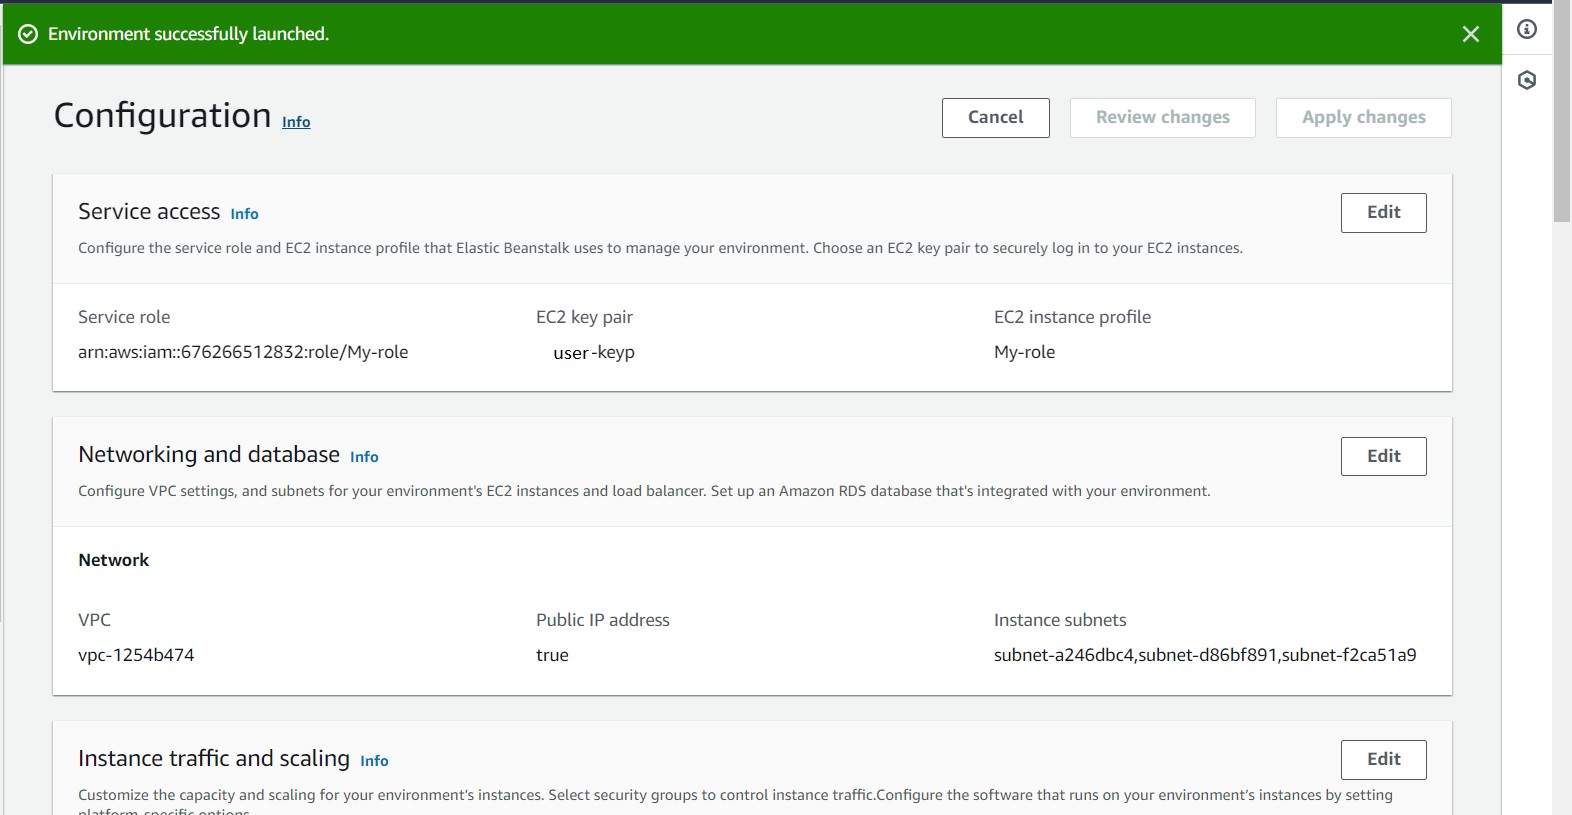 Environment successfully launched.
Configuration Info
Cancel
Review changes
Apply changes
Service access Info
Edit
Configure the service role and EC2 instance profile that Elastic Beanstalk uses to manage your environment. Choose an EC2 key pair to securely log in to your EC2 instances.
Service role
EC2 key pair
EC2 instance profile
arn:aws:iam::676266512832:role/My-role
user-keyp
My-role
Networking and database Info
Edit
Configure VPC settings, and subnets for your environment's EC2 instances and load balancer. Set up an Amazon RDS database that's integrated with your environment.
Network
VPC
Public IP address
Instance subnets
vpc-1254b474
true
subnet-a246dbc4,subnet-d86bf891,subnet-f2ca51a9
Instance traffic and scaling Info
Edit
Customize the capacity and scaling for your environment's instances. Select security groups to control instance traffic.Configure the software that runs on your environment's instances by setting
platform-specific options.